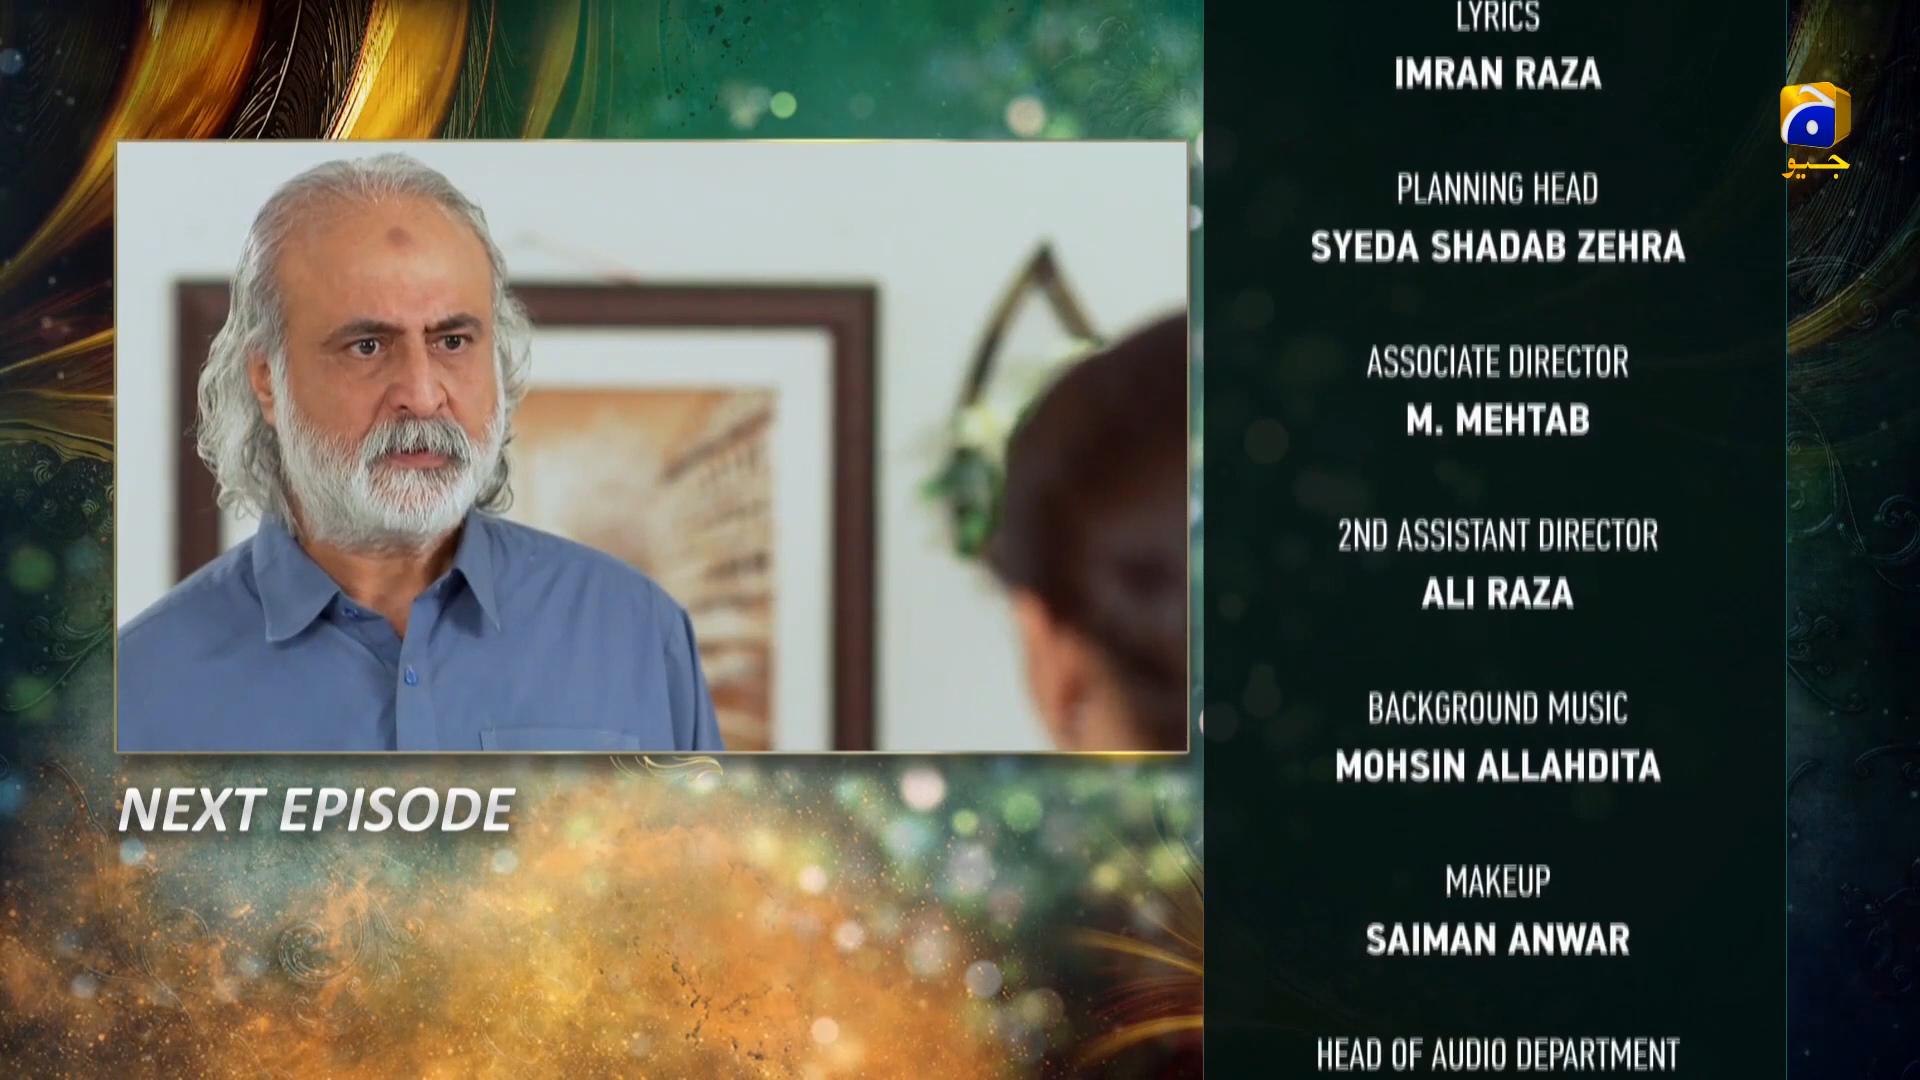 LYRICS
IMRAN RAZA
PLANNING HEAD
SYEDA SHADAB ZEHRA
ASSOCIATE DIRECTOR
M. MEHTAB
2ND ASSISTANT DIRECTOR
ALI RAZA
BACKGROUND MUSIC
MOHSIN ALLAHDITA
MAKEUP
SAIMAN ANWAR
HEAD OF AUDIO DEPARTMENT
NEXT EPISODE
جیو